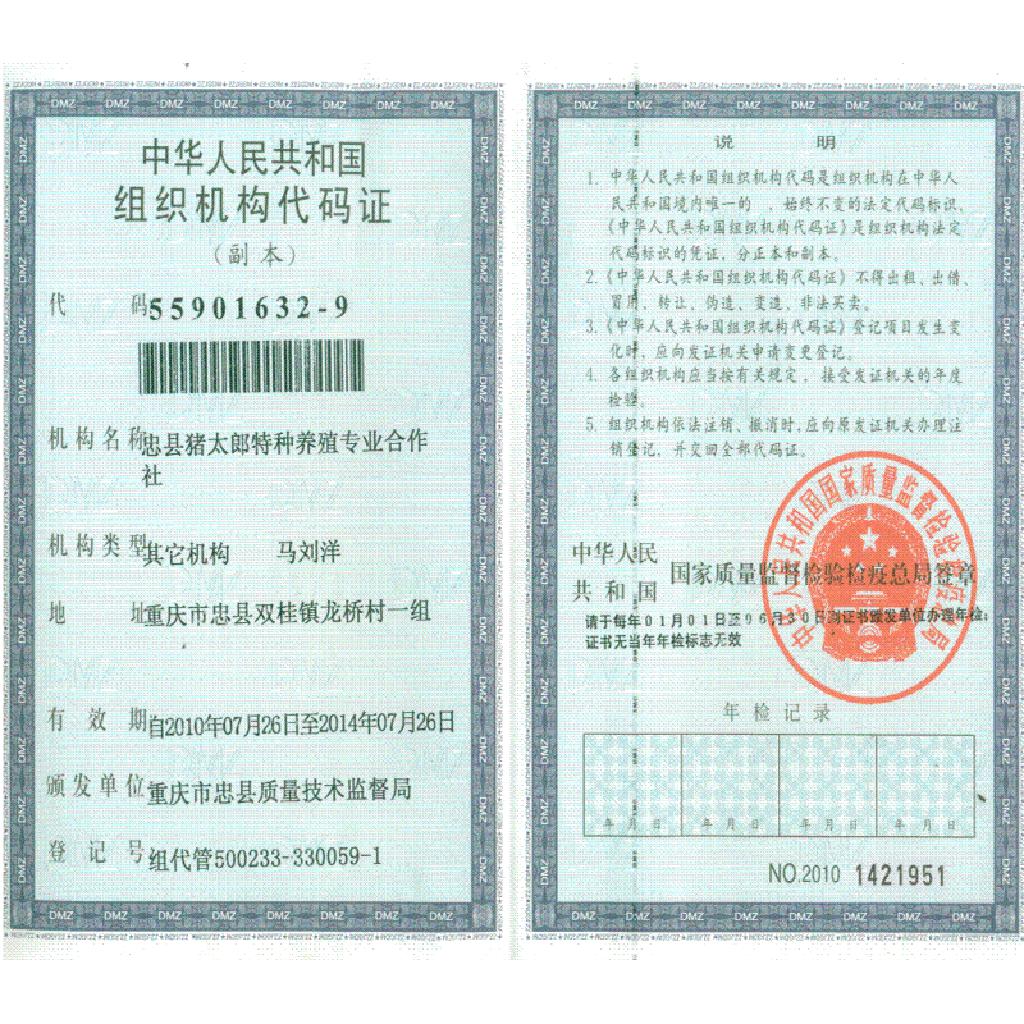 中华人民共和国
组织机构代码证
（副本）
代 码 55901632-9
机构名称 忠县猪太郎特种养殖专业合作
社
机构类型 其它机构 马刘洋
地 址 重庆市忠县双桂镇龙桥村一组
有 效 期 自2010年07月26日至2014年07月26日
颁发单位 重庆市忠县质量技术监督局
登 记 号 组代管500233-330059-1
说 明
1. 中华人民共和国组织机构代码是组织机构在中华人
民共和国境内唯一的 、始终不变的法定代码标识，
《中华人民共和国组织机构代码证》是组织机构法定
代码标识的凭证，分正本和副本。
2.《中华人民共和国组织机构代码证》不得出租、出借、
冒用、转让、伪造、变造、非法买卖。
3.《中华人民共和国组织机构代码证》登记项目发生变
化时，应向发证机关申请变更登记。
4. 各组织机构应当按有关规定，接受发证机关的年度
检验。
5. 组织机构依法注销、撤消时，应向原发证机关办理注
销登记，并交回全部代码证。
中华人民
共 和 国 国家质量监督检验检疫总局签章
中华人民共和国国家质量监督检验检疫总局
请于每年01月01日至06月30日向证书颁发单位办理年检，
证书无当年年检标志无效
年检记录
年 月 日 年 月 日 年 月 日 年 月 日
NO.2010 1421951
DMZ